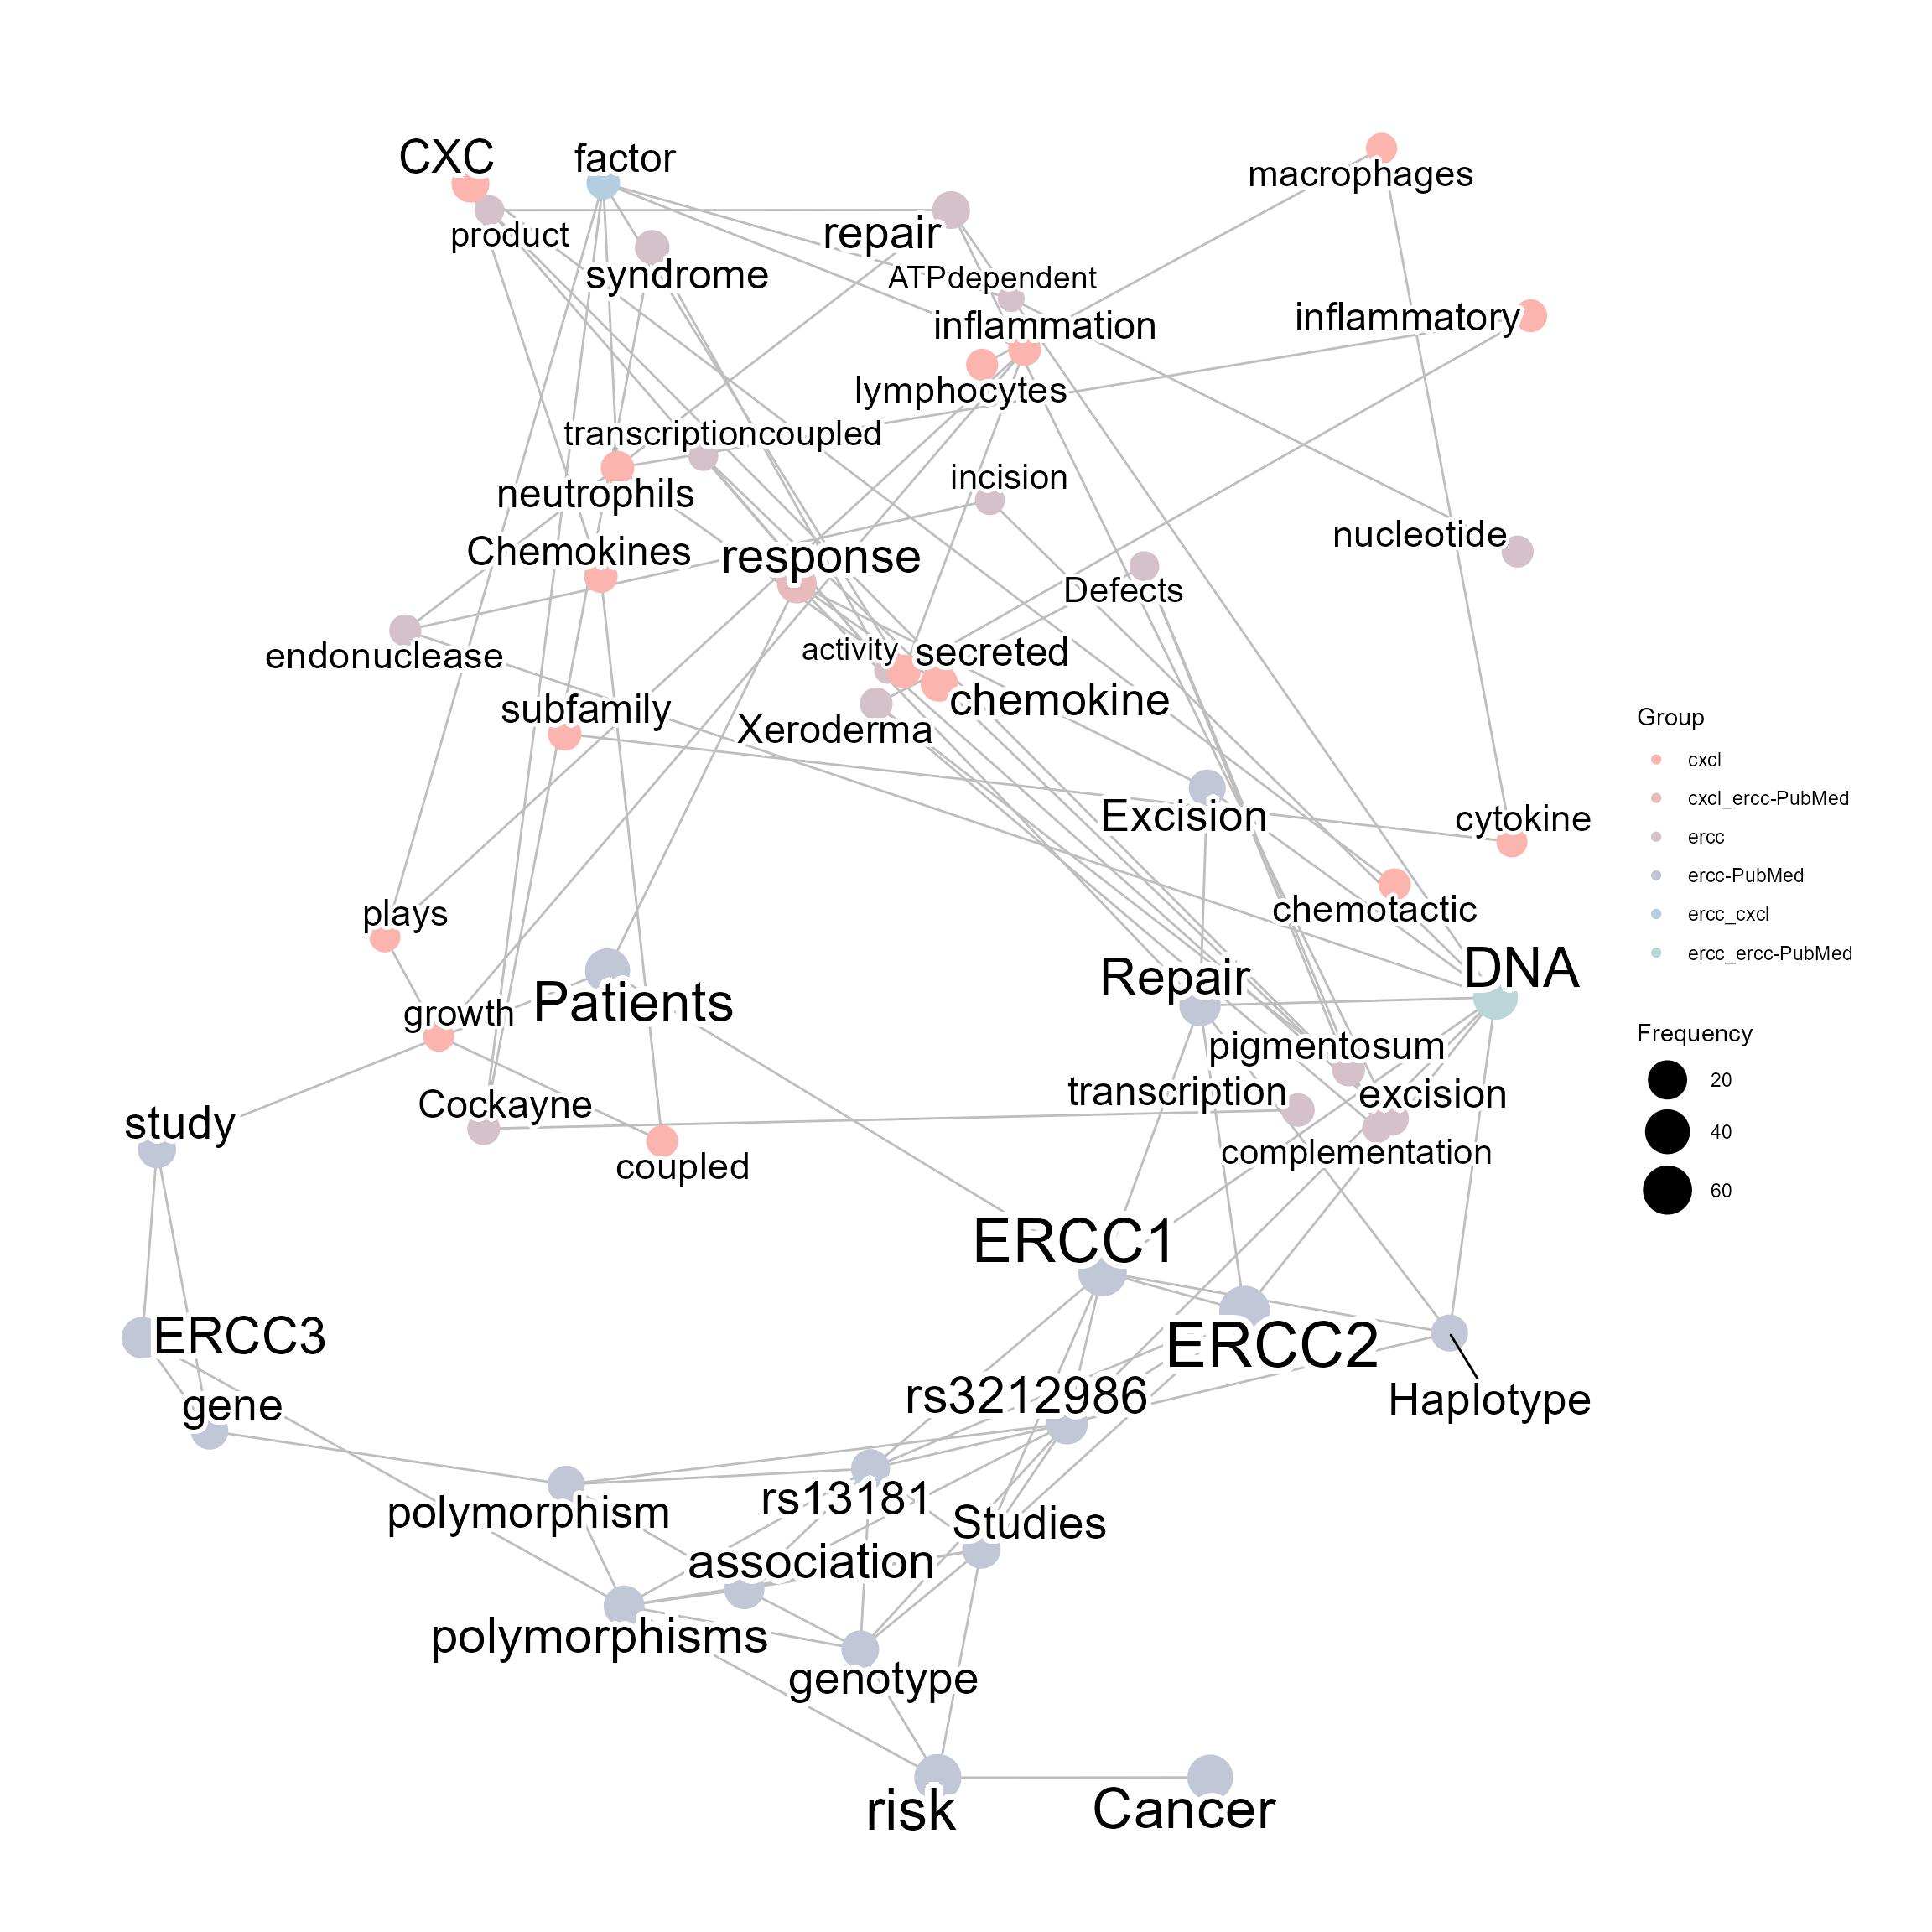 CXC
factor
macrophages
product
repair
syndrome
ATPdependent
inflammation
inflammatory
lymphocytes
transcriptioncoupled
incision
neutrophils
nucleotide
Chemokines
response
Defects
endonuclease
activity
secreted
chemokine
subfamily
Xeroderma
Excision
cytokine
plays
chemotactic
Patients
Repair
DNA
growth
pigmentosum
transcription
excision
Cockayne
study
complementation
coupled
ERCC1
ERCC3
ERCC2
gene
rs3212986
Haplotype
polymorphism
rs13181
Studies
association
polymorphisms
genotype
risk
Cancer
Group
cxcl
cxcl_ercc-PubMed
ercc
ercc-PubMed
ercc_cxcl
ercc_ercc-PubMed
Frequency
20
40
60